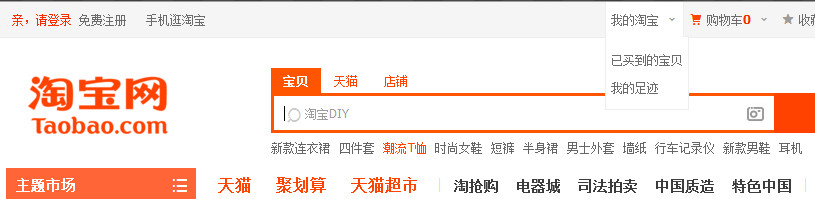 亲，请登录 免费注册 手机逛淘宝 我的淘宝 购物车0 收
已买到的宝贝
我的足迹
淘宝网
Taobao.com
宝贝 天猫 店铺
淘宝DIY
新款连衣裙 四件套 潮流T恤 时尚女鞋 短裤 半身裙 男士外套 墙纸 行车记录仪 新款男鞋 耳机
主题市场 天猫 聚划算 天猫超市 淘抢购 电器城 司法拍卖 中国质造 特色中国